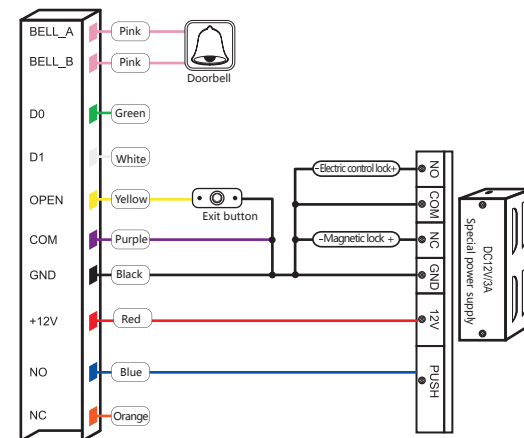 BELL_A Pink
BELL_B Pink
Doorbell
D0 Green
D1 White
OPEN Yellow
Exit button
COM Purple
GND Black
+12V Red
NO Blue
NC Orange
-Electric control lock+
-Magnetic lock +
NO
COM
NC
GND
12V
PUSH
DC12V/3A
Special power supply